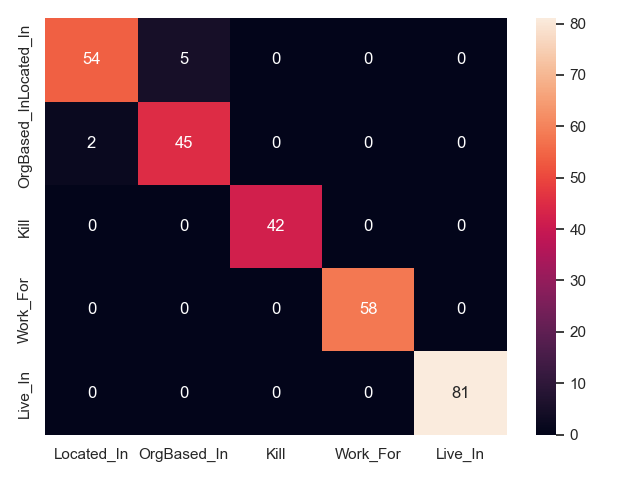 Located_In 54 5 0 0 0
OrgBased_In 2 45 0 0 0
Kill 0 0 42 0 0
Work_For 0 0 0 58 0
Live_In 0 0 0 0 81
Located_In OrgBased_In Kill Work_For Live_In
80
70
60
50
40
30
20
10
0